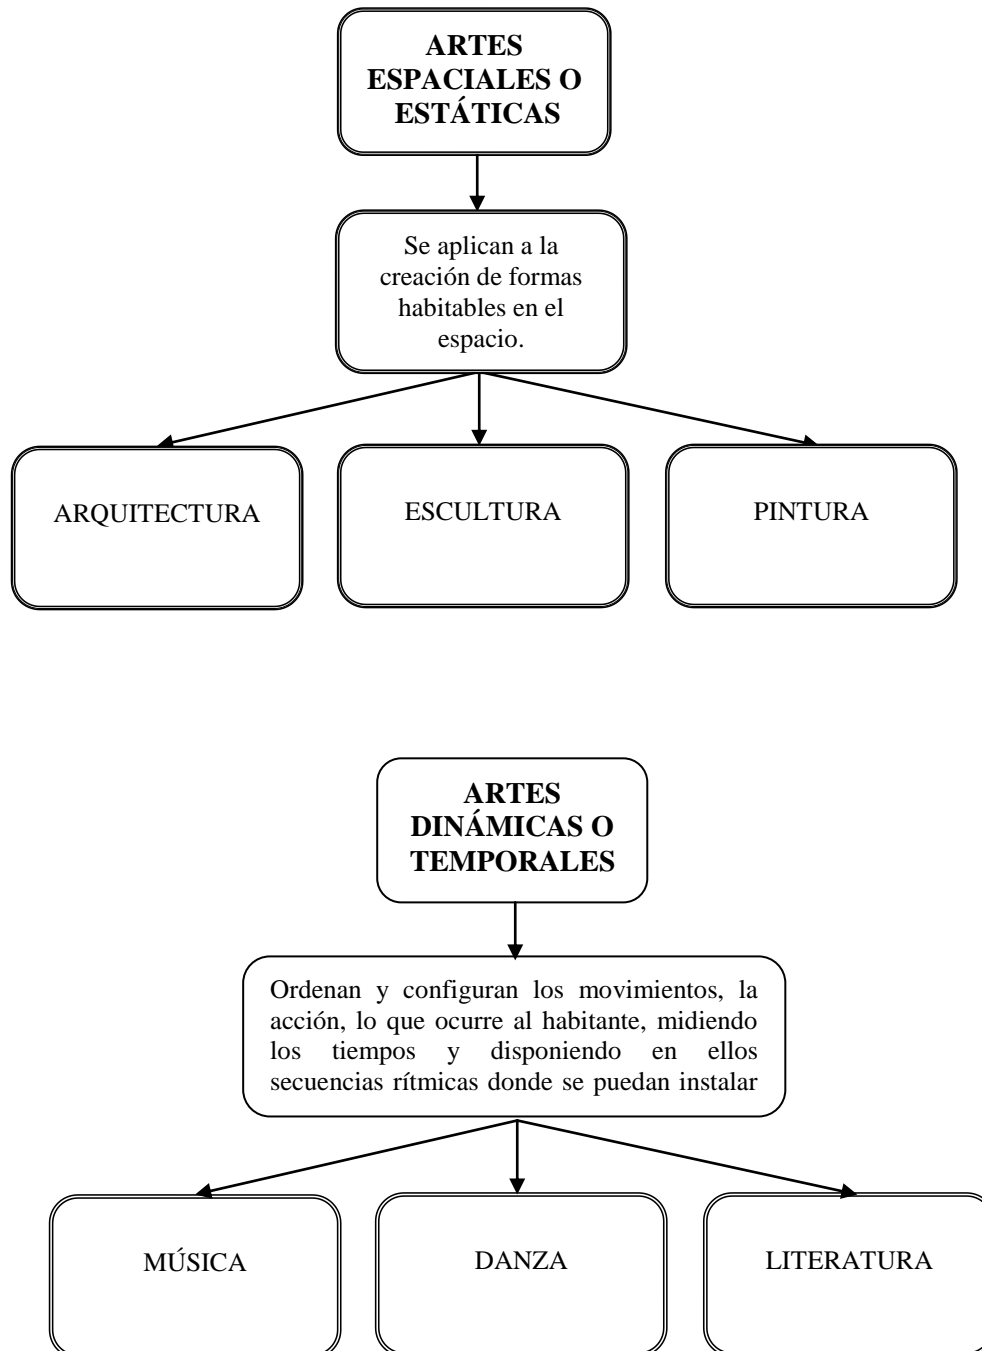 ARTES
ESPACIALES O
ESTÁTICAS
Se aplican a la
creación de formas
habitables en el
espacio.
ARQUITECTURA
ESCULTURA
PINTURA
ARTES
DINÁMICAS O
TEMPORALES
Ordenan y configuran los movimientos, la
acción, lo que ocurre al habitante, midiendo
los tiempos y disponiendo en ellos
secuencias rítmicas donde se puedan instalar
MÚSICA
DANZA
LITERATURA